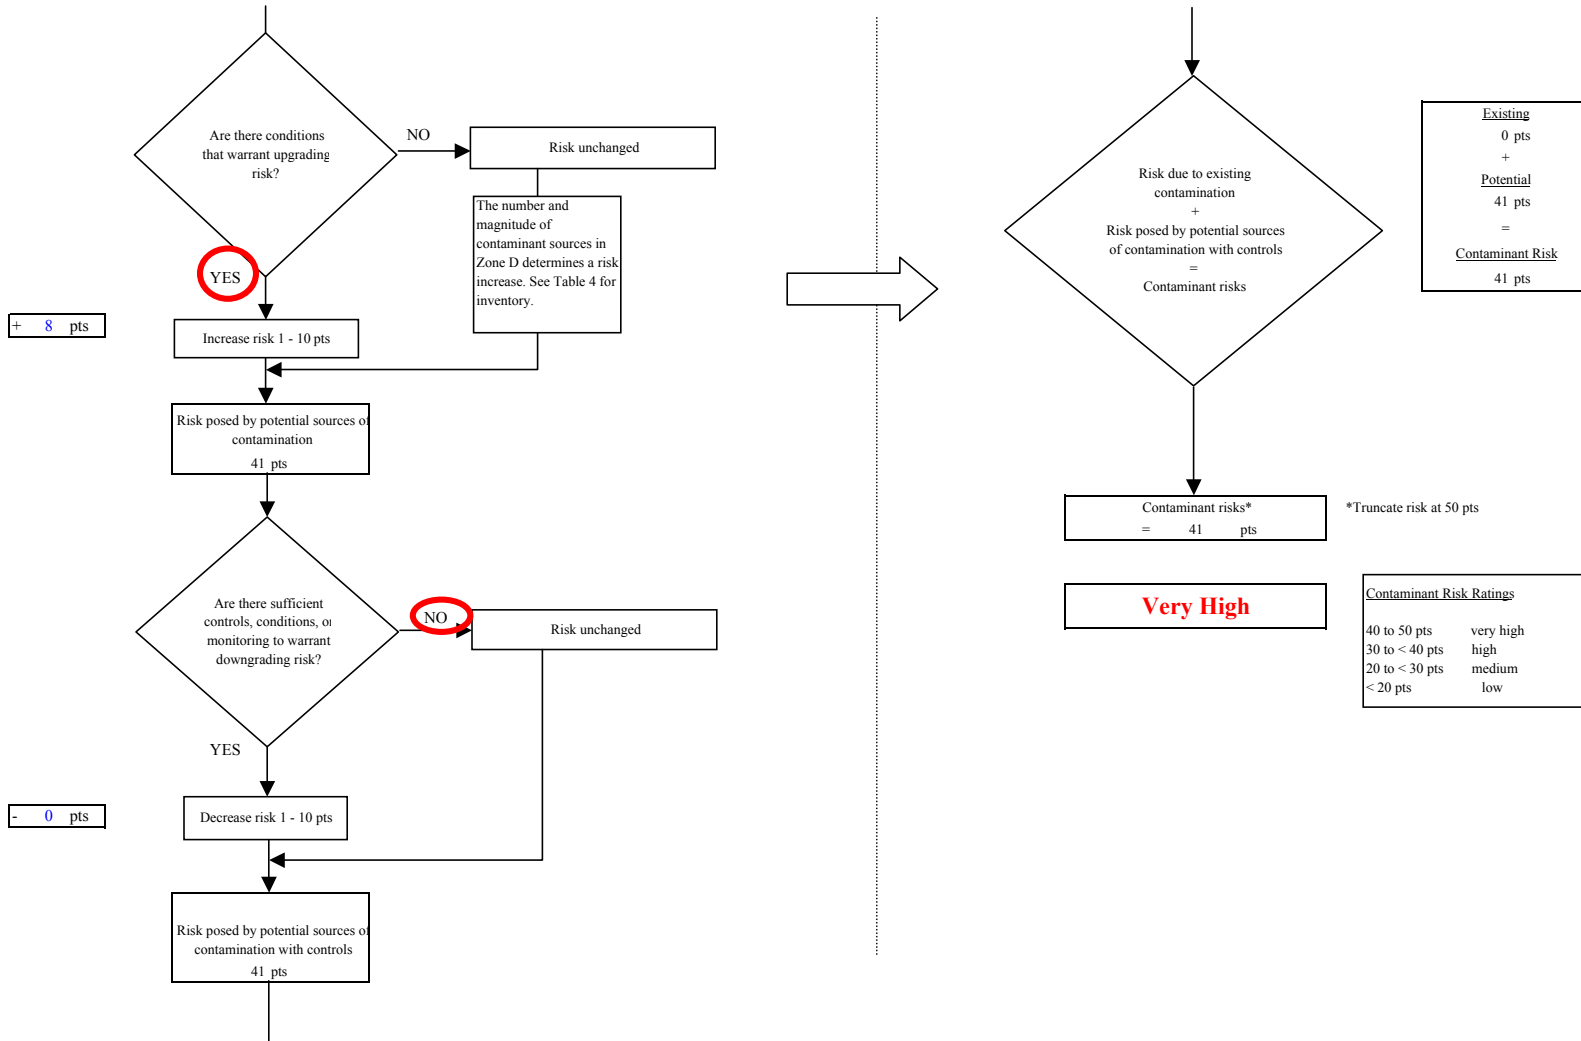 Are there conditions
that warrant upgrading
risk?
NO
Risk unchanged
The number and
magnitude of
contaminant sources in
Zone D determines a risk
increase. See Table 4 for
inventory.
YES
+ 8 pts
Increase risk 1 - 10 pts
Risk posed by potential sources of
contamination
41 pts
Are there sufficient
controls, conditions, or
monitoring to warrant
downgrading risk?
NO
Risk unchanged
YES
- 0 pts
Decrease risk 1 - 10 pts
Risk posed by potential sources of
contamination with controls
41 pts
Risk due to existing
contamination
+
Risk posed by potential sources
of contamination with controls
=
Contaminant risks
Existing
0 pts
+
Potential
41 pts
=
Contaminant Risk
41 pts
Contaminant risks*
= 41 pts
*Truncate risk at 50 pts
Very High
Contaminant Risk Ratings
40 to 50 pts very high
30 to < 40 pts high
20 to < 30 pts medium
< 20 pts low